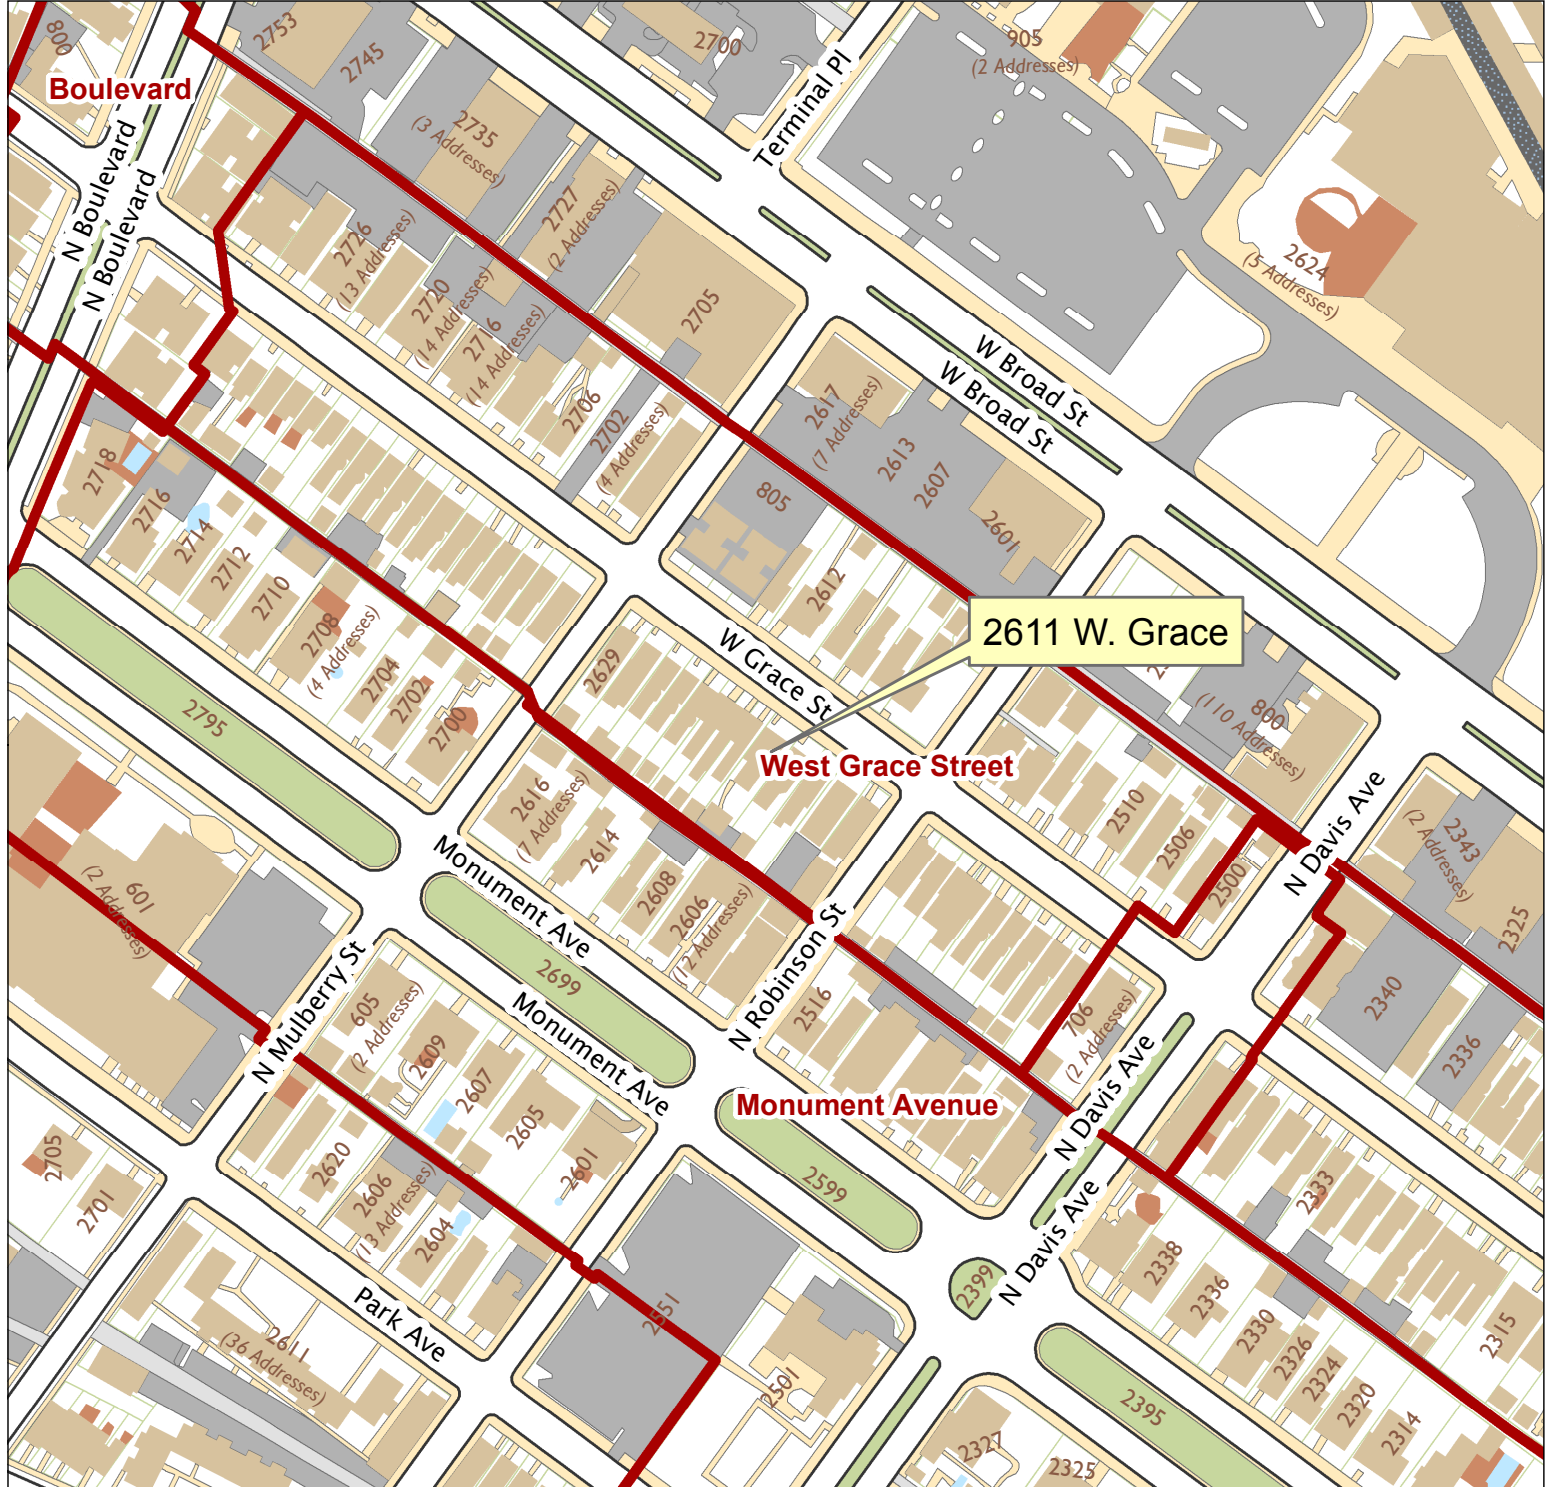 800
Boulevard
N Boulevard
N Boulevard
2753
2745
2700
Terminal Pl
905
(2 Addresses)
2735
(3 Addresses)
2727
(2 Addresses)
2624
(5 Addresses)
2726
(13 Addresses)
2720
(14 Addresses)
2716
(14 Addresses)
2705
2706
2702
(4 Addresses)
W Broad St
W Broad St
2617
(7 Addresses)
2613
2607
2601
805
2612
2718
2716
2714
2712
2710
2708
(4 Addresses)
2704
2702
2700
2795
W Grace St
2611 W. Grace
2629
West Grace Street
800
(110 Addresses)
2510
2506
2500
N Davis Ave
2343
(2 Addresses)
2325
2340
2336
2616
(7 Addresses)
2614
2608
2606
(12 Addresses)
Monument Ave
2699
Monument Ave
N Robinson St
2516
706
(2 Addresses)
N Davis Ave
Monument Avenue
601
(2 Addresses)
N Mulberry St
605
(2 Addresses)
2609
2607
2605
2601
2620
2606
(13 Addresses)
2604
2705
2701
Park Ave
2611
(36 Addresses)
2551
2501
2599
2399
N Davis Ave
2338
2336
2333
2330
2326
2324
2320
2314
2315
2395
2327
2325